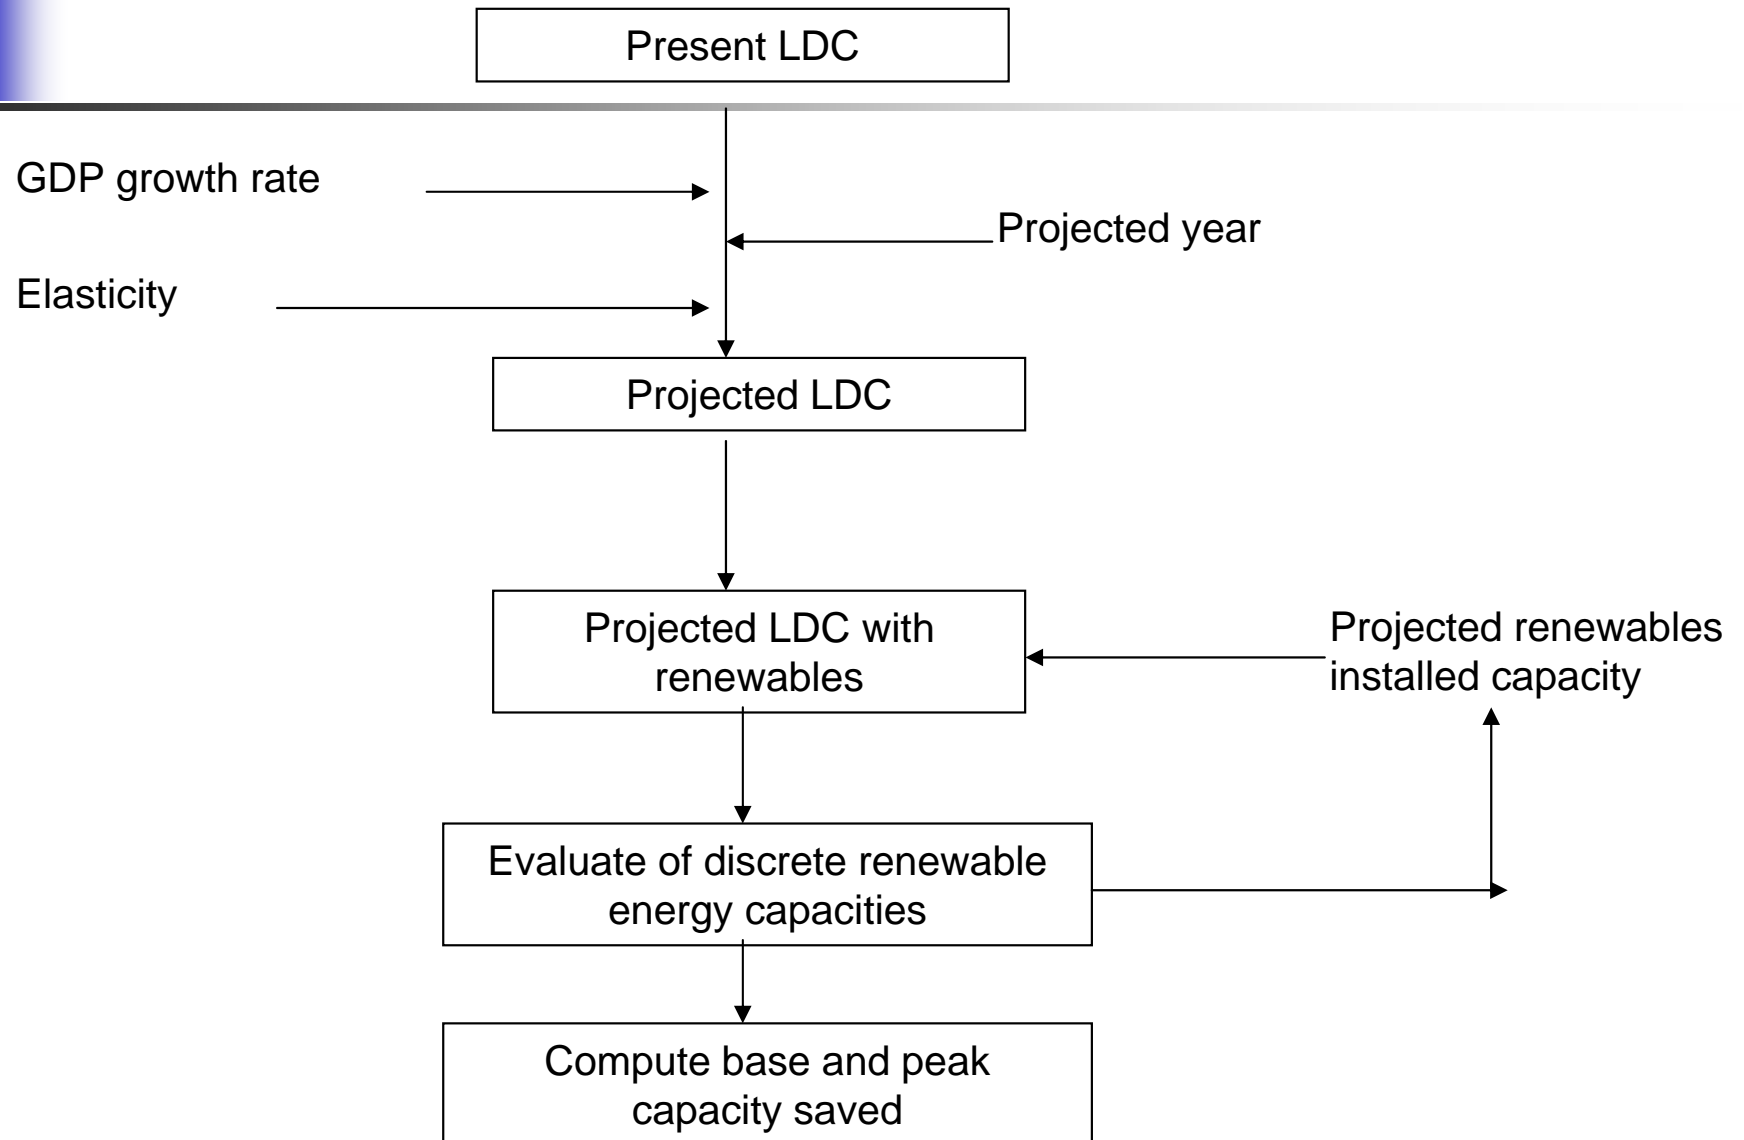 Present LDC
GDP growth rate
Projected year
Elasticity
Projected LDC
Projected LDC with
renewables
Projected renewables
installed capacity
Evaluate of discrete renewable
energy capacities
Compute base and peak
capacity saved